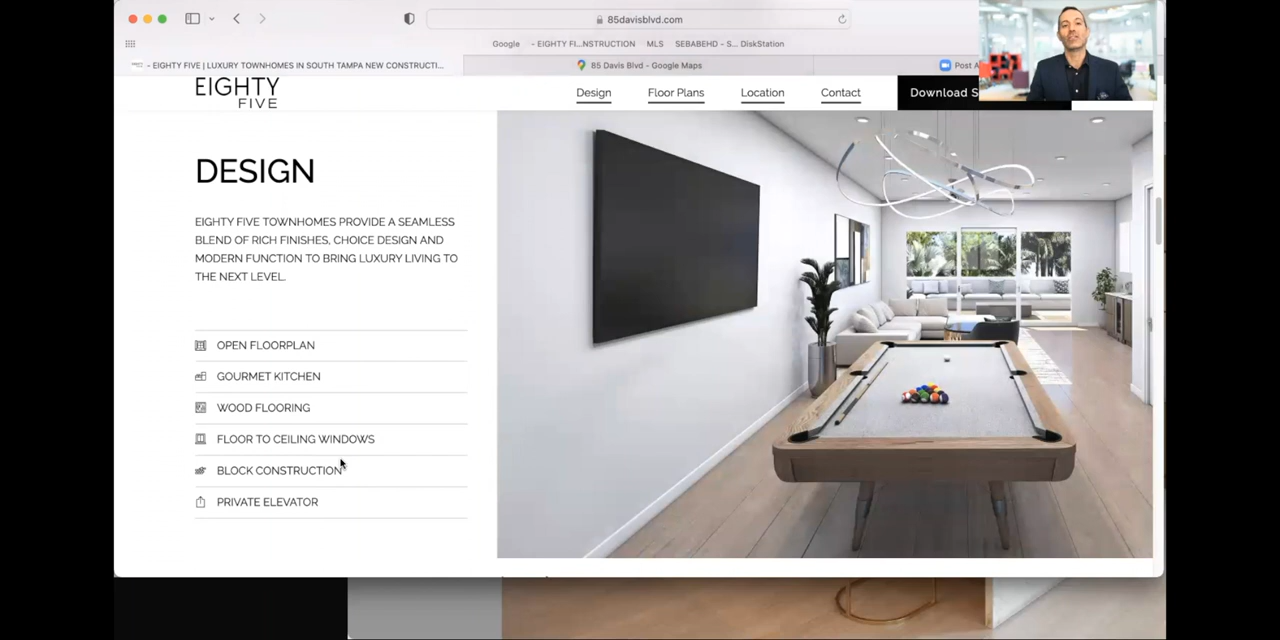 85davisblvd.com
Google
- EIGHTY FI...NSTRUCTION
MLS
SEBABEHD - S... DiskStation
- EIGHTY FIVE | LUXURY TOWNHOMES IN SOUTH TAMPA NEW CONSTRUCTI...
85 Davis Blvd - Google Maps
Post A
EIGHTY
FIVE
Design
Floor Plans
Location
Contact
Download S
DESIGN
EIGHTY FIVE TOWNHOMES PROVIDE A SEAMLESS
BLEND OF RICH FINISHES, CHOICE DESIGN AND
MODERN FUNCTION TO BRING LUXURY LIVING TO
THE NEXT LEVEL.
OPEN FLOORPLAN
GOURMET KITCHEN
WOOD FLOORING
FLOOR TO CEILING WINDOWS
BLOCK CONSTRUCTION
PRIVATE ELEVATOR